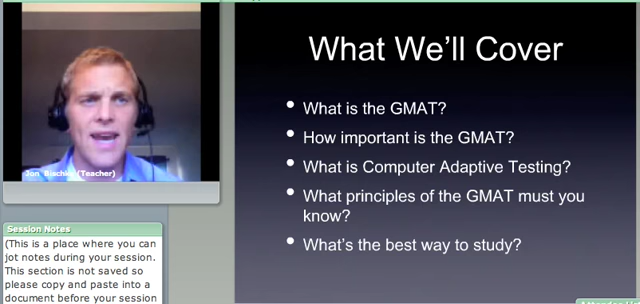 What We'll Cover
• What is the GMAT?
• How important is the GMAT?
• What is Computer Adaptive Testing?
• What principles of the GMAT must you
know?
• What's the best way to study?
Jon Bischke (Teacher)
Session Notes
(This is a place where you can
jot notes during your session.
This section is not saved so
please copy and paste into a
document before your session